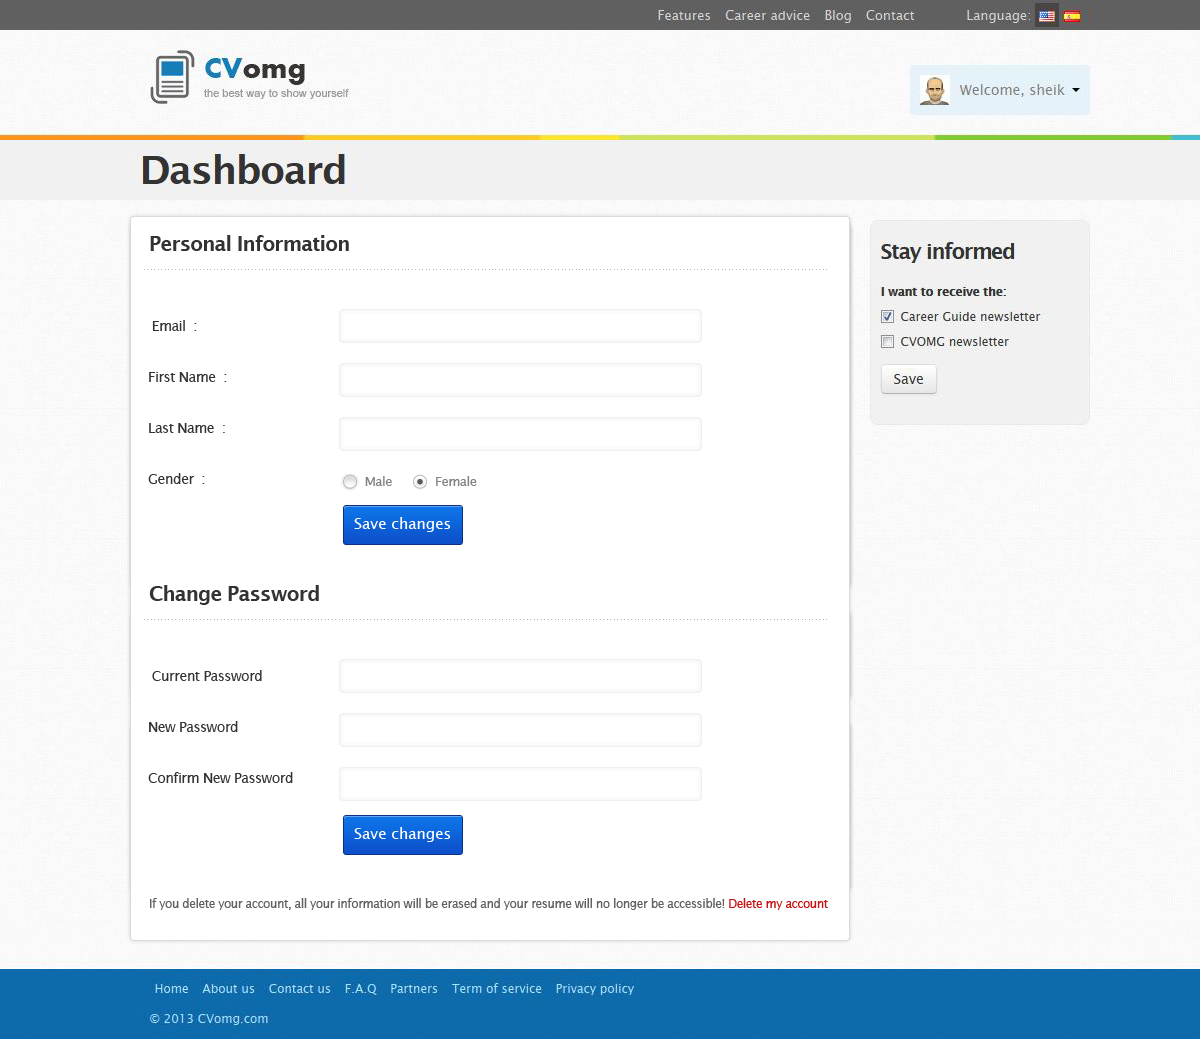 Features Career advice Blog Contact Language:
CVomg
the best way to show yourself
Welcome, sheik
Dashboard
Personal Information
Email :
First Name :
Last Name :
Gender :
Male Female
Save changes
Change Password
Current Password
New Password
Confirm New Password
Save changes
If you delete your account, all your information will be erased and your resume will no longer be accessible! Delete my account
Stay informed
I want to receive the:
Career Guide newsletter
CVOMG newsletter
Save
Home About us Contact us F.A.Q Partners Term of service Privacy policy
© 2013 CVomg.com